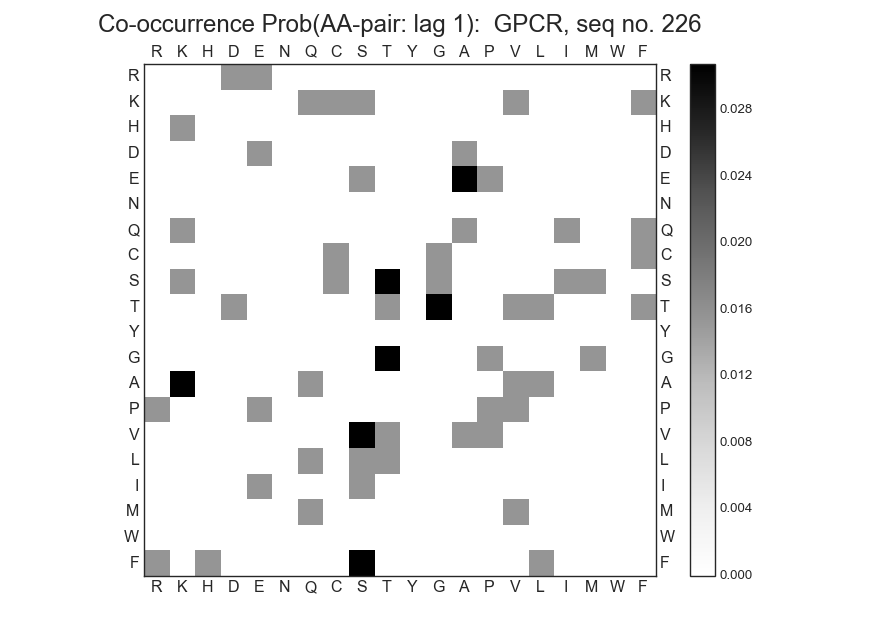 Co-occurrence Prob(AA-pair: lag 1):  GPCR, seq no. 226
R K H D E N Q C S T Y G A P V L I M W F
R R
K K
H H
D D
E E
N N
Q Q
C C
S S
T T
Y Y
G G
A A
P P
V V
L L
I I
M M
W W
F F
R K H D E N Q C S T Y G A P V L I M W F
0.028
0.024
0.020
0.016
0.012
0.008
0.004
0.000